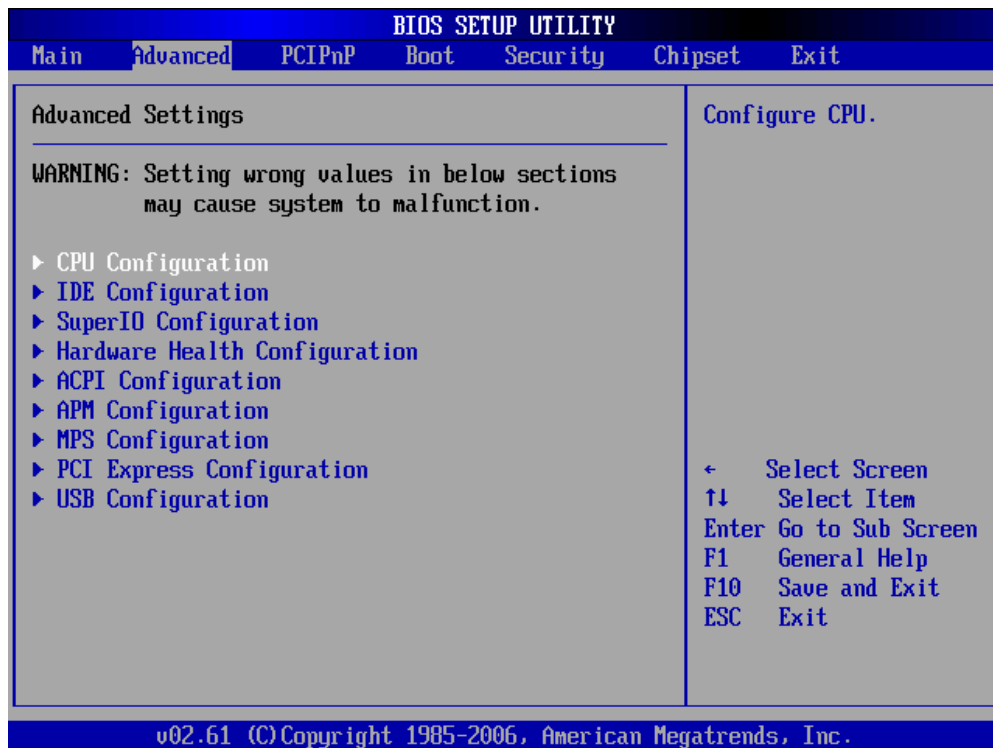 BIOS SETUP UTILITY
Main Advanced PCIPnP Boot Security Chipset Exit
Advanced Settings
WARNING: Setting wrong values in below sections
may cause system to malfunction.
▶ CPU Configuration
▶ IDE Configuration
▶ SuperIO Configuration
▶ Hardware Health Configuration
▶ ACPI Configuration
▶ APM Configuration
▶ MPS Configuration
▶ PCI Express Configuration
▶ USB Configuration
Configure CPU.
← Select Screen
↑↓ Select Item
Enter Go to Sub Screen
F1 General Help
F10 Save and Exit
ESC Exit
v02.61 (C)Copyright 1985-2006, American Megatrends, Inc.